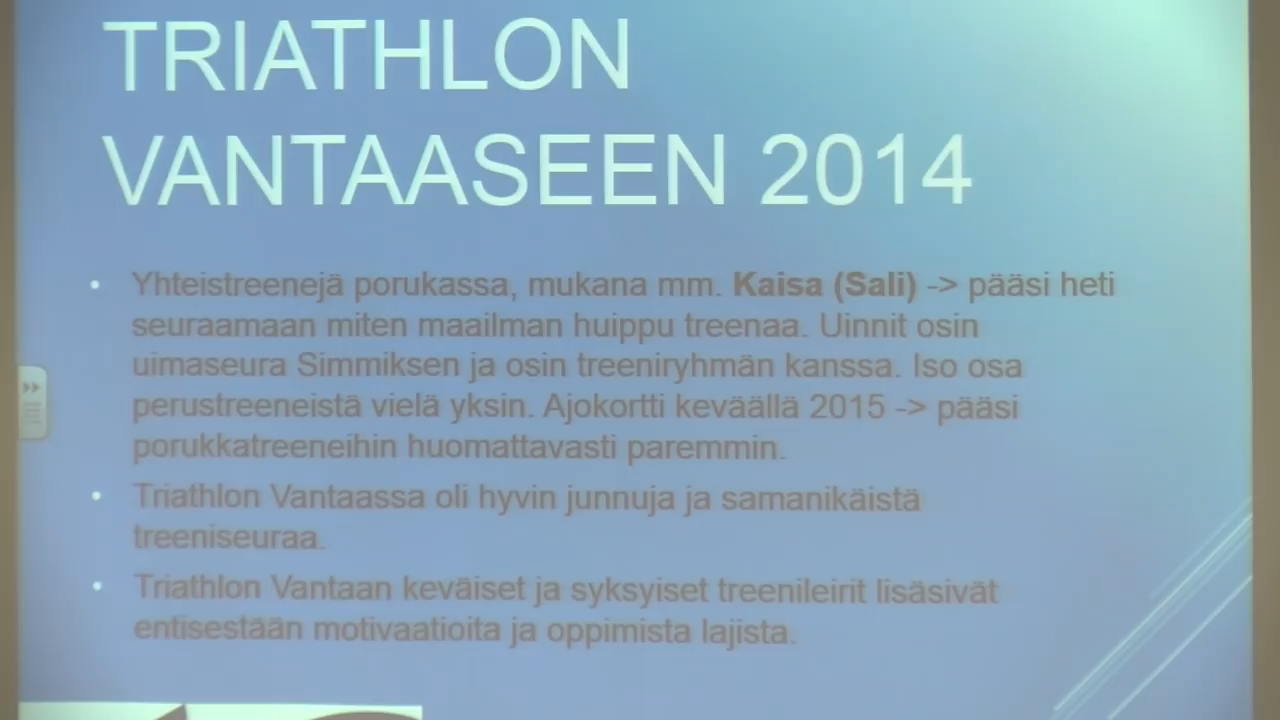 TRIATHLON
VANTAASEEN 2014
• Yhteistreenejä porukassa, mukana mm. Kaisa (Sali) -> pääsi heti
seuraamaan miten maailman huippu treenaa. Uinnit osin
uimaseura Simmiksen ja osin treeniryhmän kanssa. Iso osa
perustreeneistä vielä yksin. Ajokortti keväällä 2015 -> pääsi
porukkatreeneihin huomattavasti paremmin.
• Triathlon Vantaassa oli hyvin junnuja ja samanikäistä
treeniseuraa.
• Triathlon Vantaan keväiset ja syksyiset treenileirit lisäsivät
entisestään motivaatioita ja oppimista lajista.